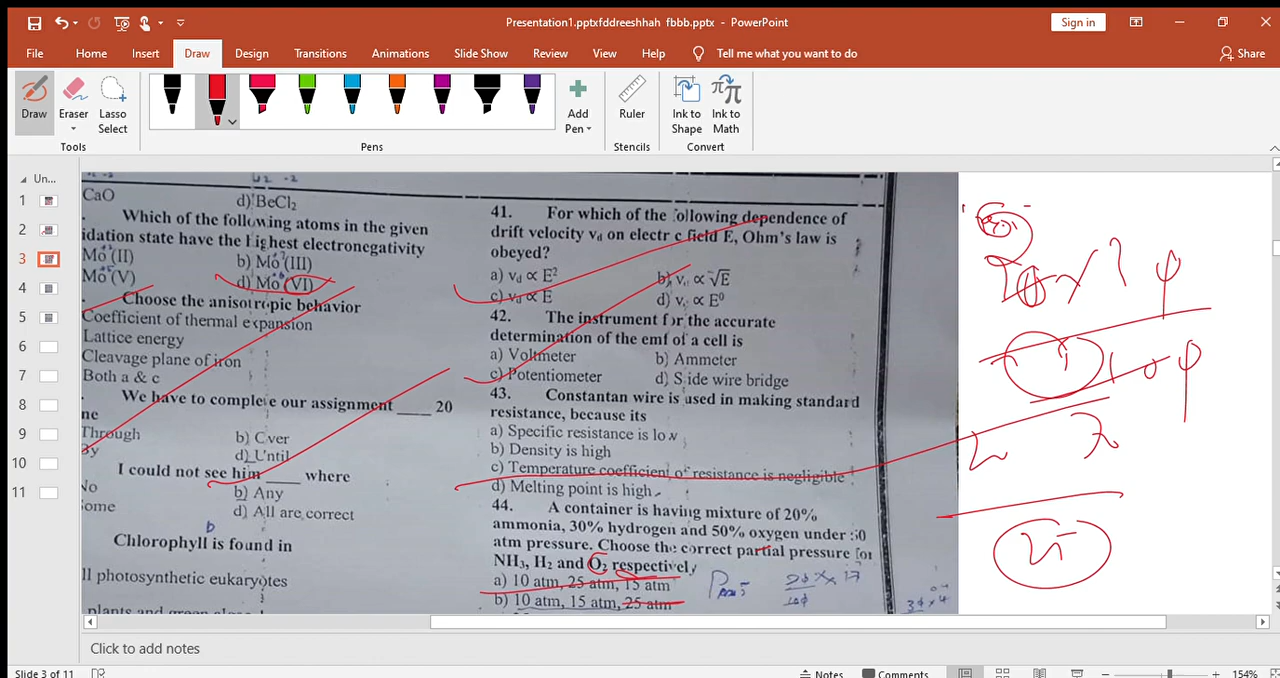 Presentation1.pptxfddreeshhah fbbb.pptx - PowerPoint
Sign in
File Home Insert Draw Design Transitions Animations Slide Show Review View Help Tell me what you want to do
Share
Draw
Eraser
Lasso
Select
Add
Pen
Ruler
Ink to
Shape
Ink to
Math
Tools
Pens
Stencils
Convert
Un...
1
2
3
4
5
6
7
8
9
10
11
CaO
d) BeCl₂
Which of the following atoms in the given
idation state have the highest electronegativity
Mo (II)
b) Mo (III)
Mo (V)
d) Mo (VI)
Choose the anisotropic behavior
Coefficient of thermal expansion
Lattice energy
Cleavage plane of iron
Both a & c
We have to complete our assignment ____ 20
ne
Through
b) Over
By
d) Until
I could not see him ____ where
No
b) Any
ome
d) All are correct
b
Chlorophyll is found in
ll photosynthetic eukaryotes
plants and green algae
41. For which of the following dependence of
drift velocity vd on electric field E, Ohm's law is
obeyed?
a) vd ∝ E²
b) v ∝ √E
c) vd ∝ E
d) v ∝ E⁰
42. The instrument for the accurate
determination of the emf of a cell is
a) Voltmeter
b) Ammeter
c) Potentiometer
d) Slide wire bridge
43. Constantan wire is used in making standard
resistance, because its
a) Specific resistance is low
b) Density is high
c) Temperature coefficient of resistance is negligible
d) Melting point is high
44. A container is having mixture of 20%
ammonia, 30% hydrogen and 50% oxygen under 50
atm pressure. Choose the correct partial pressure for
NH₃, H₂ and O₂ respectively
a) 10 atm, 25 atm, 15 atm
b) 10 atm, 15 atm, 25 atm
25
Click to add notes
Slide 3 of 11
Notes
Comments
154%